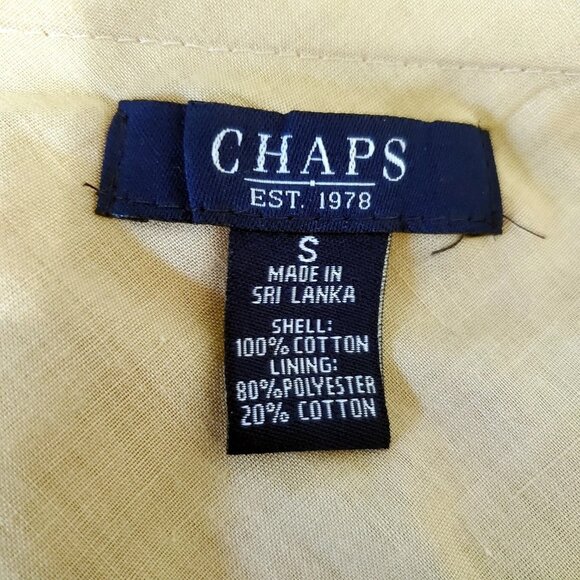 CHAPS
EST. 1978
S
MADE IN
SRI LANKA
SHELL:
100% COTTON
LINING:
80%POLYESTER
20% COTTON